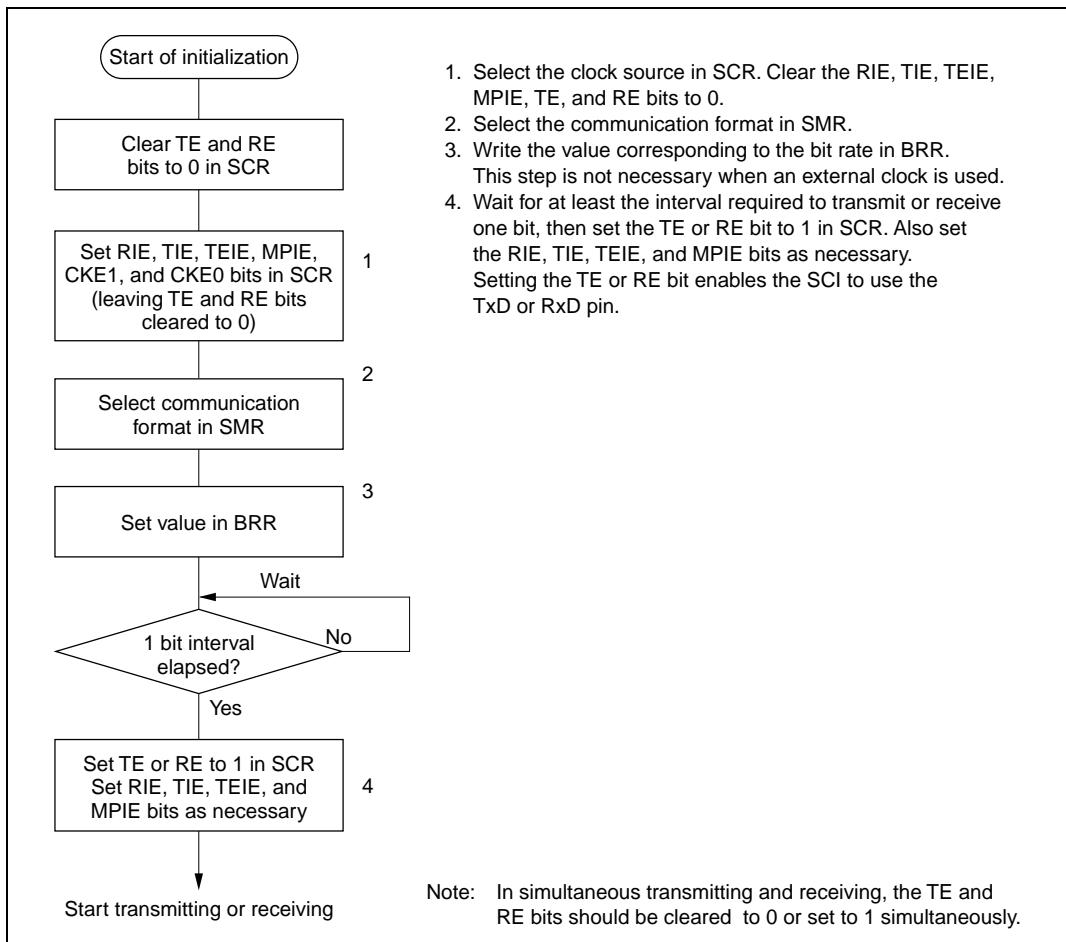 Start of initialization
Clear TE and RE
bits to 0 in SCR
Set RIE, TIE, TEIE, MPIE,
CKE1, and CKE0 bits in SCR
(leaving TE and RE bits
cleared to 0)
1
2
Select communication
format in SMR
3
Set value in BRR
Wait
1 bit interval
elapsed?
No
Yes
Set TE or RE to 1 in SCR
Set RIE, TIE, TEIE, and
MPIE bits as necessary
4
Start transmitting or receiving
1. Select the clock source in SCR. Clear the RIE, TIE, TEIE,
MPIE, TE, and RE bits to 0.
2. Select the communication format in SMR.
3. Write the value corresponding to the bit rate in BRR.
This step is not necessary when an external clock is used.
4. Wait for at least the interval required to transmit or receive
one bit, then set the TE or RE bit to 1 in SCR. Also set
the RIE, TIE, TEIE, and MPIE bits as necessary.
Setting the TE or RE bit enables the SCI to use the
TxD or RxD pin.
Note: In simultaneous transmitting and receiving, the TE and
RE bits should be cleared to 0 or set to 1 simultaneously.